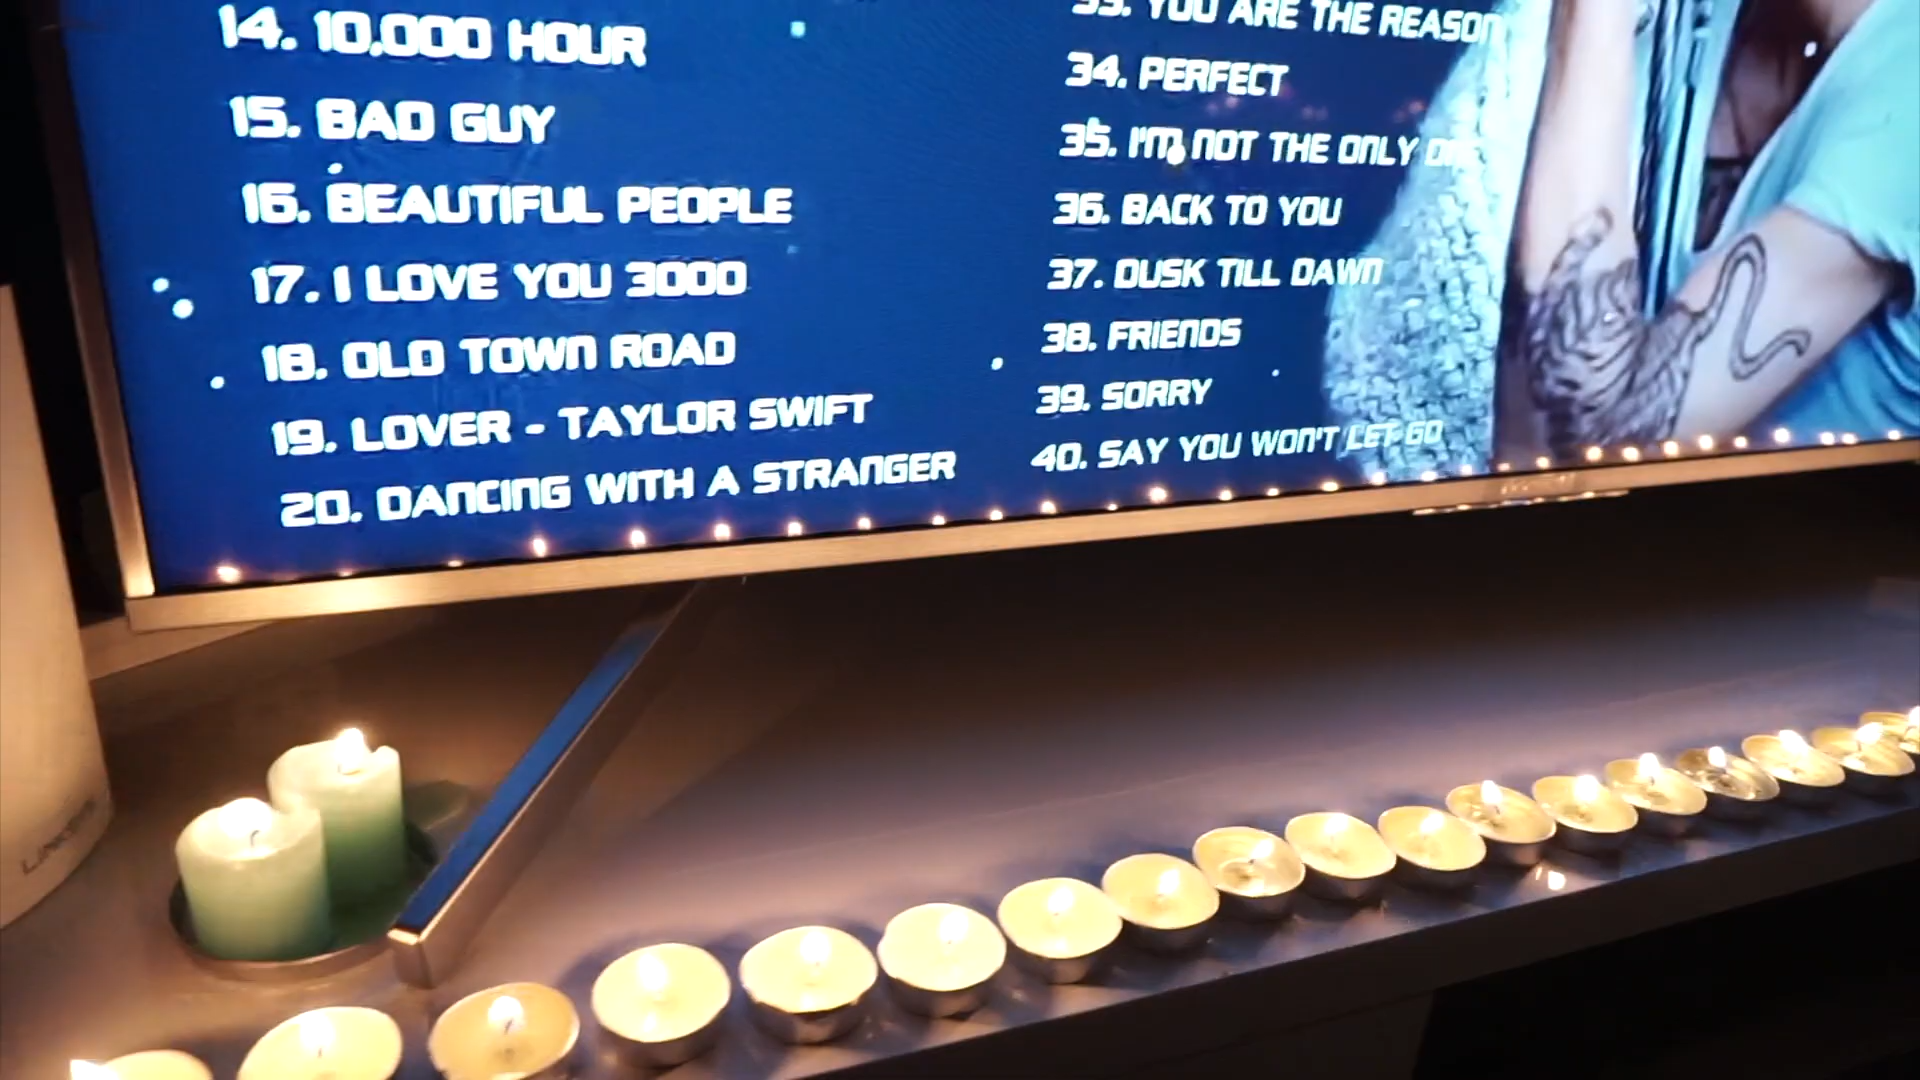 14. 10,000 HOUR
15. BAD GUY
16. BEAUTIFUL PEOPLE
17. I LOVE YOU 3000
18. OLD TOWN ROAD
19. LOVER - TAYLOR SWIFT
20. DANCING WITH A STRANGER
33. YOU ARE THE REASON
34. PERFECT
35. I'M NOT THE ONLY
36. BACK TO YOU
37. DUSK TILL DAWN
38. FRIENDS
39. SORRY
40. SAY YOU WON'T LET GO